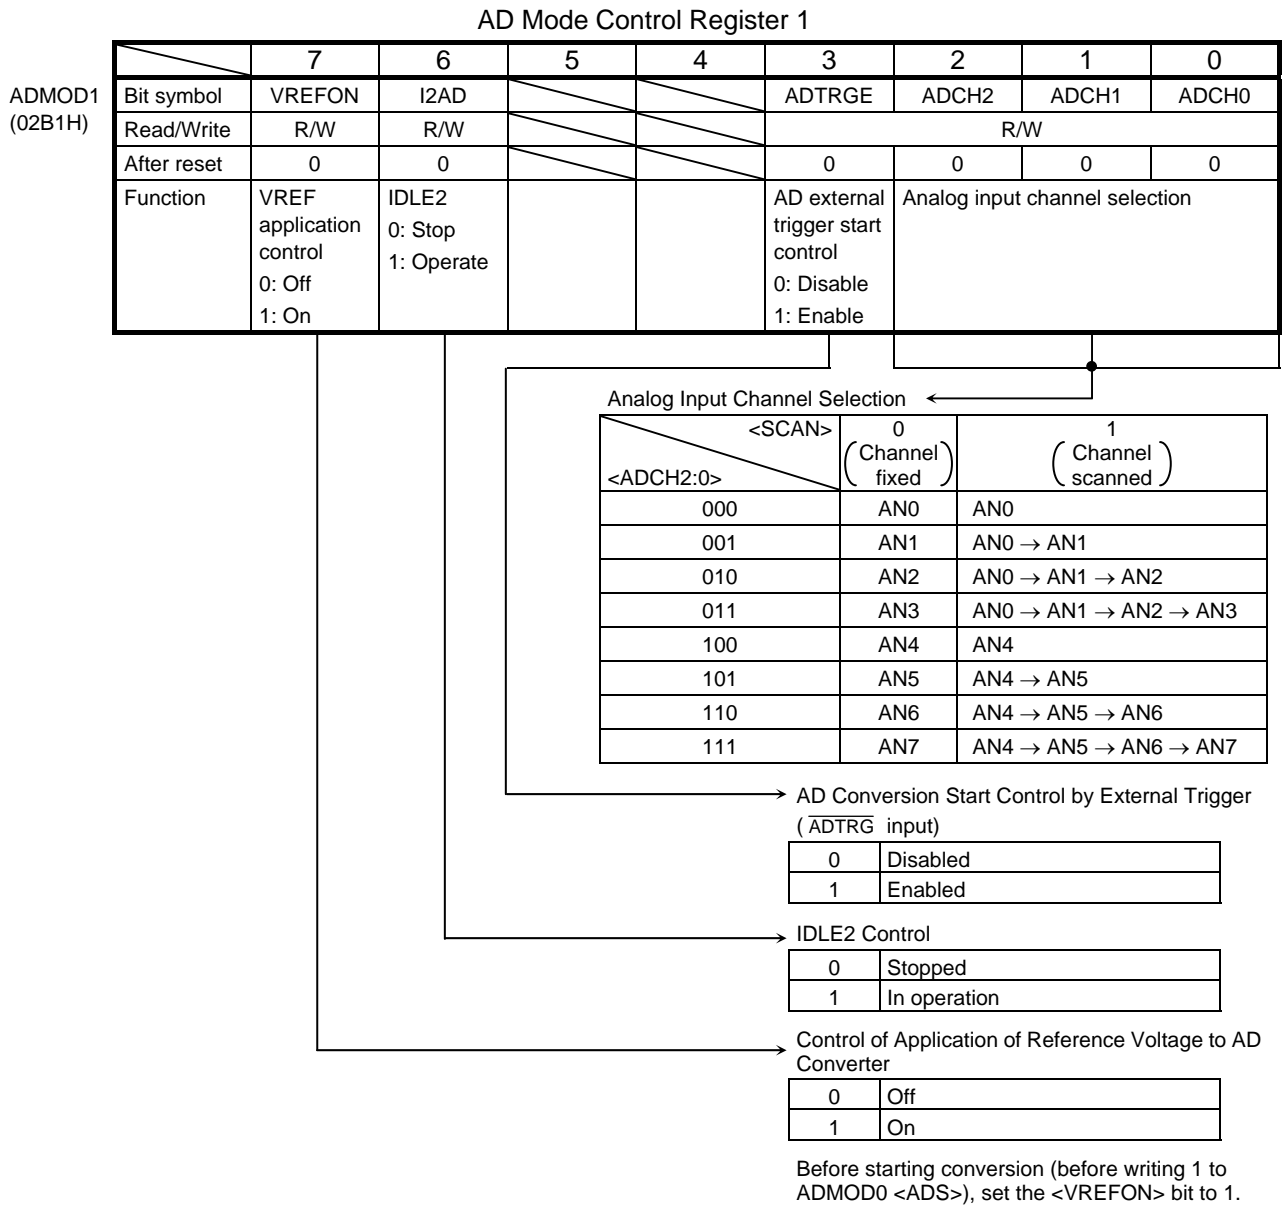 AD Mode Control Register 1
7 6 5 4 3 2 1 0
ADMOD1 (02B1H)
Bit symbol VREFON I2AD ADTRGE ADCH2 ADCH1 ADCH0
Read/Write R/W R/W R/W
After reset 0 0 0 0 0 0
Function
VREF
application
control
0: Off
1: On
IDLE2
0: Stop
1: Operate
AD external
trigger start
control
0: Disable
1: Enable
Analog input channel selection
Analog Input Channel Selection
<SCAN>
<ADCH2:0>
0
(Channel
fixed)
1
(Channel
scanned)
000 AN0 AN0
001 AN1 AN0 → AN1
010 AN2 AN0 → AN1 → AN2
011 AN3 AN0 → AN1 → AN2 → AN3
100 AN4 AN4
101 AN5 AN4 → AN5
110 AN6 AN4 → AN5 → AN6
111 AN7 AN4 → AN5 → AN6 → AN7
AD Conversion Start Control by External Trigger
( ADTRG input)
0 Disabled
1 Enabled
IDLE2 Control
0 Stopped
1 In operation
Control of Application of Reference Voltage to AD
Converter
0 Off
1 On
Before starting conversion (before writing 1 to
ADMOD0 <ADS>), set the <VREFON> bit to 1.